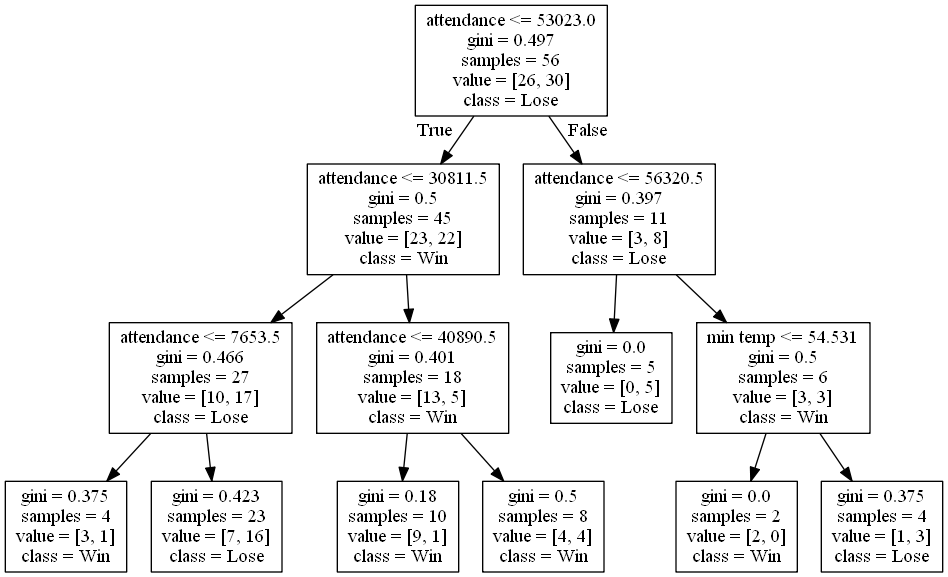 attendance <= 53023.0
gini = 0.497
samples = 56
value = [26, 30]
class = Lose
True
False
attendance <= 30811.5
gini = 0.5
samples = 45
value = [23, 22]
class = Win
attendance <= 56320.5
gini = 0.397
samples = 11
value = [3, 8]
class = Lose
attendance <= 7653.5
gini = 0.466
samples = 27
value = [10, 17]
class = Lose
attendance <= 40890.5
gini = 0.401
samples = 18
value = [13, 5]
class = Win
gini = 0.0
samples = 5
value = [0, 5]
class = Lose
min temp <= 54.531
gini = 0.5
samples = 6
value = [3, 3]
class = Win
gini = 0.375
samples = 4
value = [3, 1]
class = Win
gini = 0.423
samples = 23
value = [7, 16]
class = Lose
gini = 0.18
samples = 10
value = [9, 1]
class = Win
gini = 0.5
samples = 8
value = [4, 4]
class = Win
gini = 0.0
samples = 2
value = [2, 0]
class = Win
gini = 0.375
samples = 4
value = [1, 3]
class = Lose